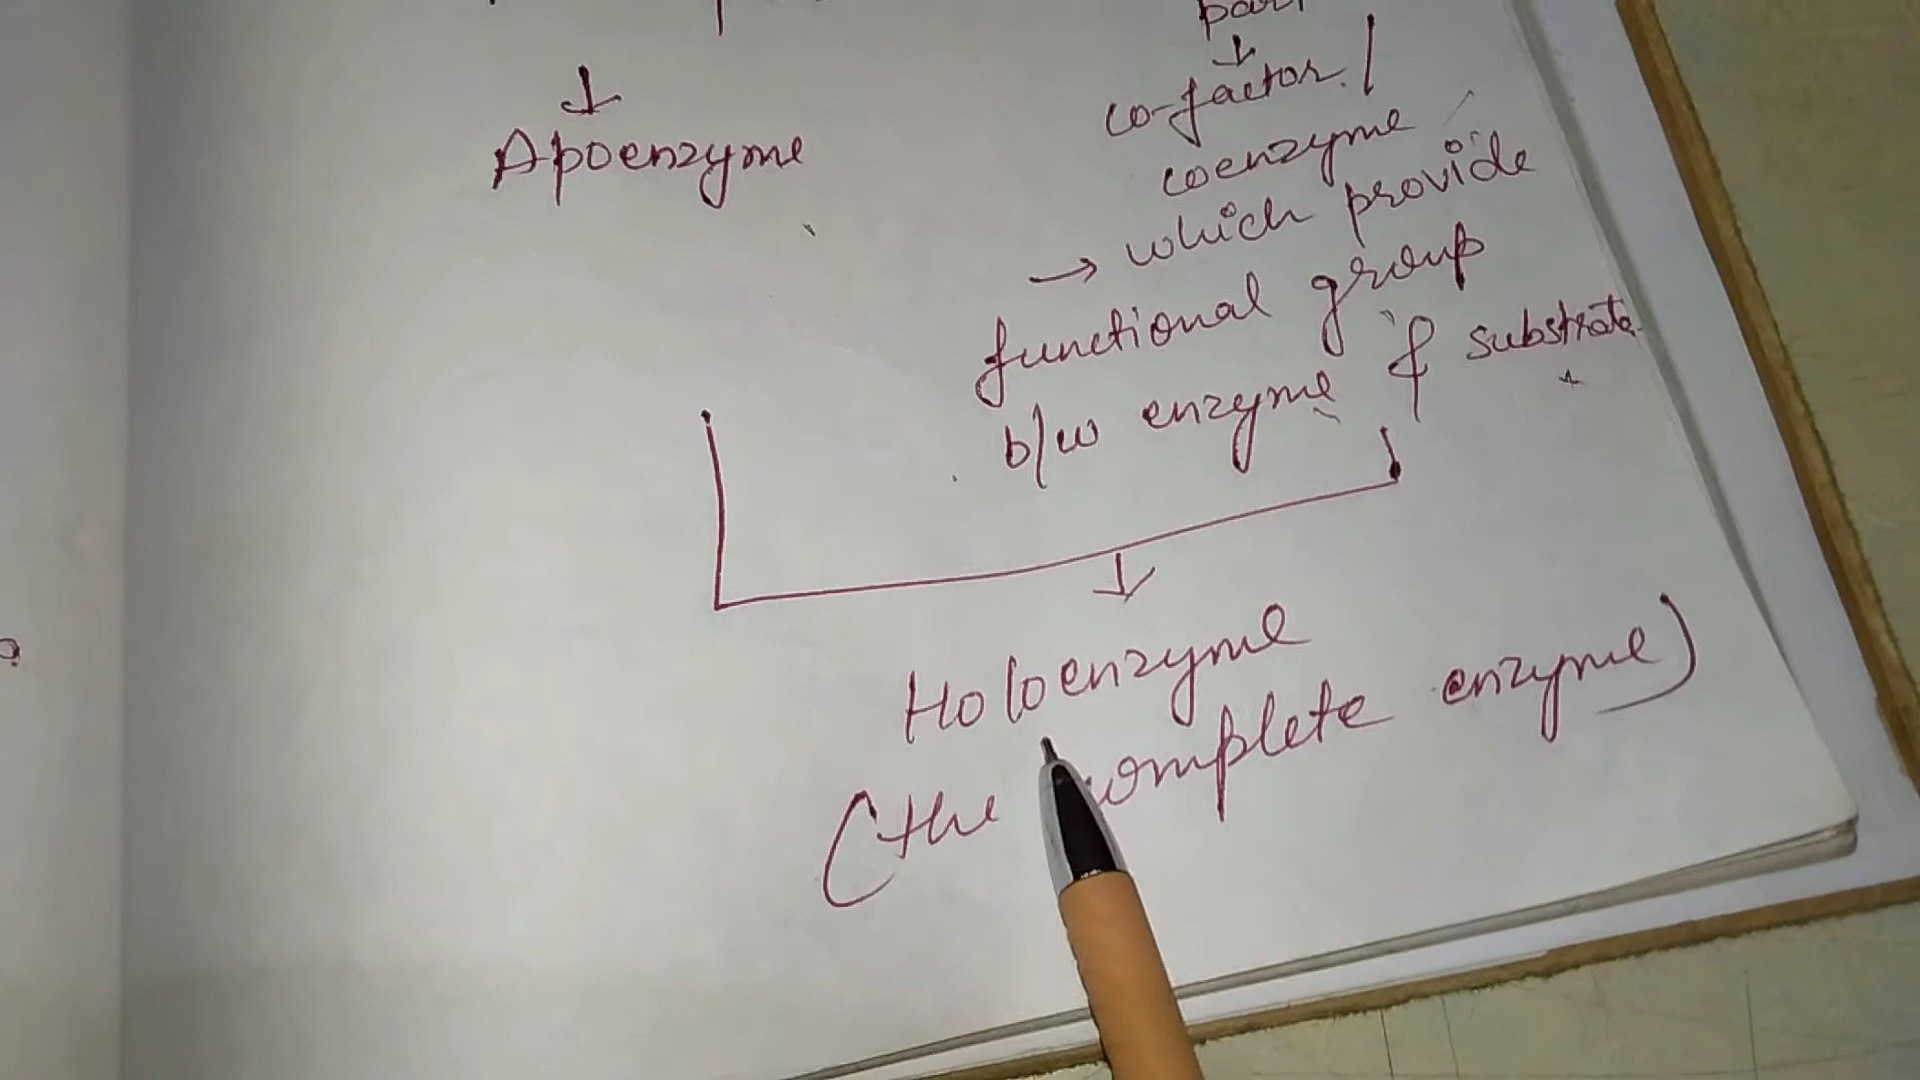 part
↓
↓
Apoenzyme
co-factor /
coenzyme
→ which provide
functional group
b/w enzyme & substrate
↓
Holoenzyme
(the complete enzyme)